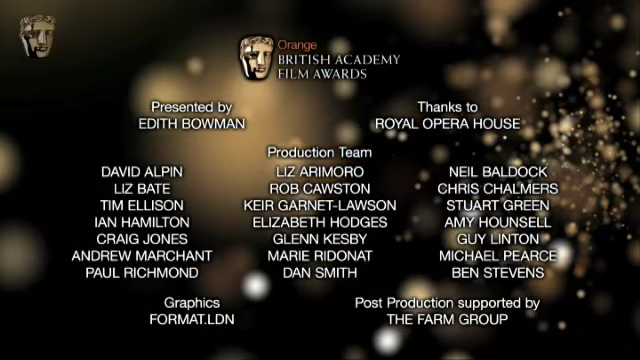 Orange
BRITISH ACADEMY
FILM AWARDS
Presented by
EDITH BOWMAN
Thanks to
ROYAL OPERA HOUSE
Production Team
DAVID ALPIN LIZ ARIMORO NEIL BALDOCK
LIZ BATE ROB CAWSTON CHRIS CHALMERS
TIM ELLISON KEIR GARNET-LAWSON STUART GREEN
IAN HAMILTON ELIZABETH HODGES AMY HOUNSELL
CRAIG JONES GLENN KESBY GUY LINTON
ANDREW MARCHANT MARIE RIDONAT MICHAEL PEARCE
PAUL RICHMOND DAN SMITH BEN STEVENS
Graphics
FORMAT.LDN
Post Production supported by
THE FARM GROUP